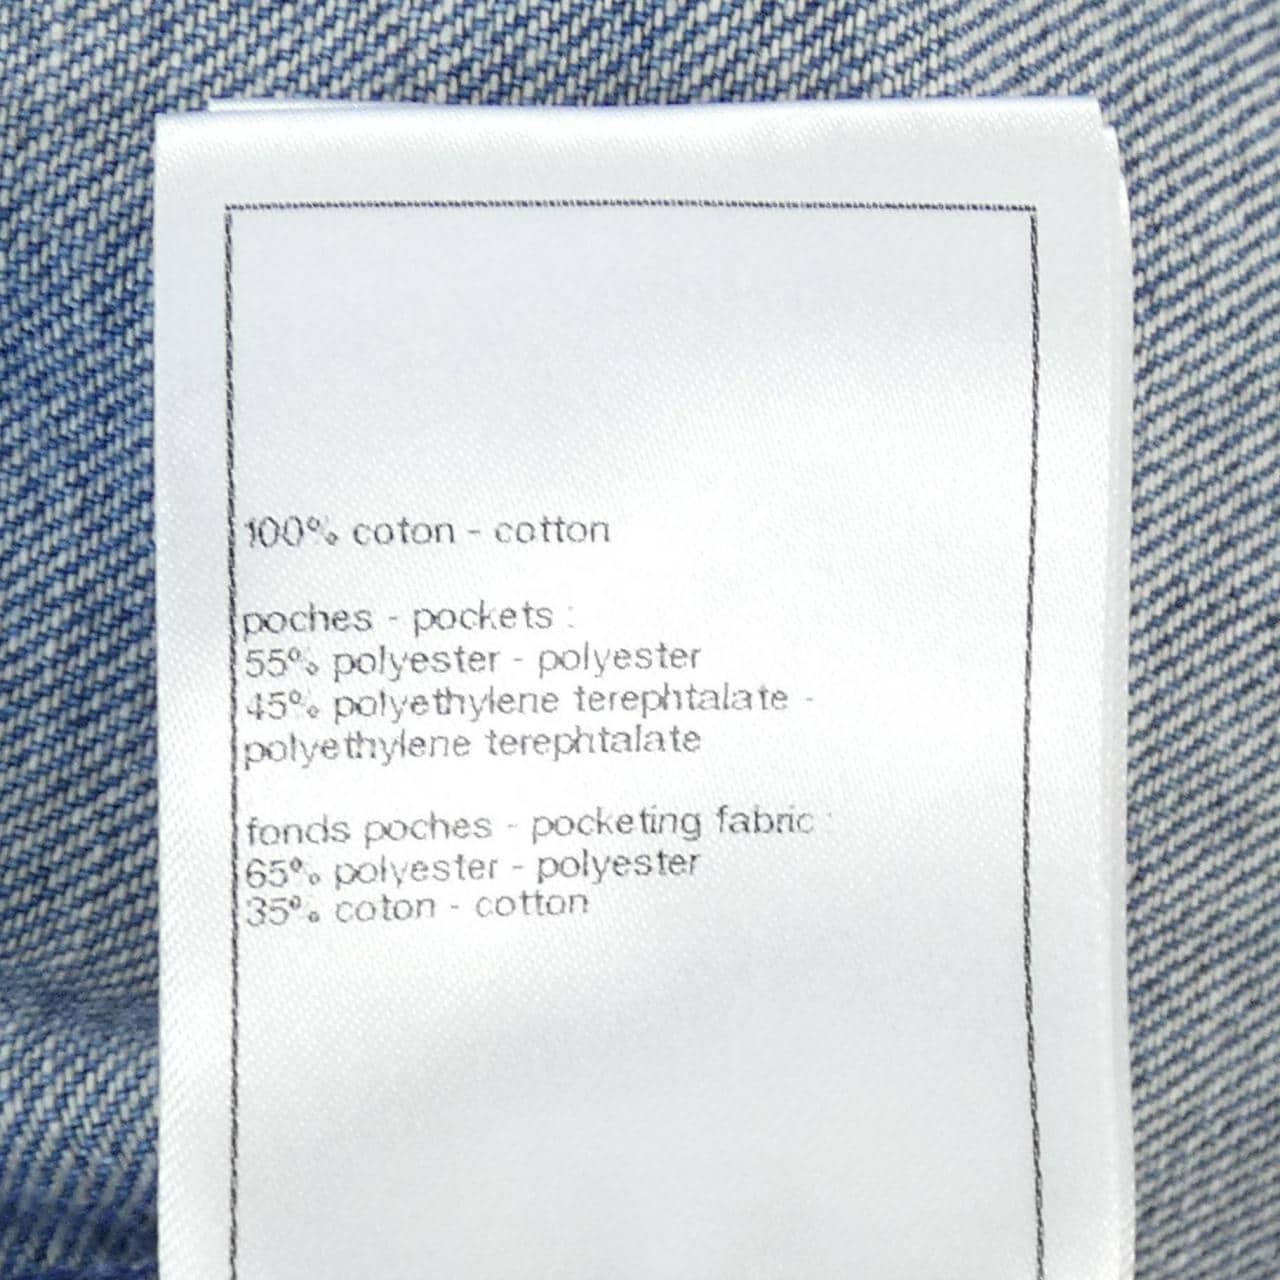 100% coton - cotton
poches - pockets :
55% polyester - polyester
45% polyethylene terephtalate -
polyethylene terephtalate
fonds poches - pocketing fabric :
65% polyester - polyester
35% coton - cotton